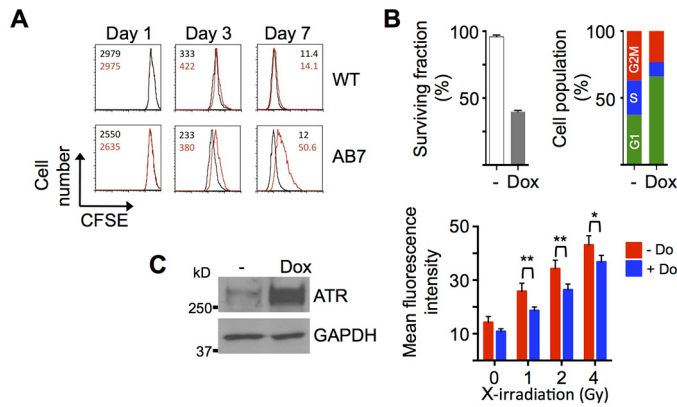 A
Day 1 Day 3 Day 7
2979 333 11.4
2975 422 14.1
WT
2550 233 12
2635 380 50.6
AB7
Cell number
CFSE
B
Surviving fraction (%)
100
50
- Dox
Cell population (%)
100
50
G2M
S
G1
- Dox
C
kD
- Dox
ATR
250
GAPDH
37
Mean fluorescence intensity
50
30
10
** ** *
- Do
+ Do
0 1 2 4
X-irradiation (Gy)